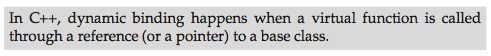 In C++, dynamic binding happens when a virtual function is called
through a reference (or a pointer) to a base class.